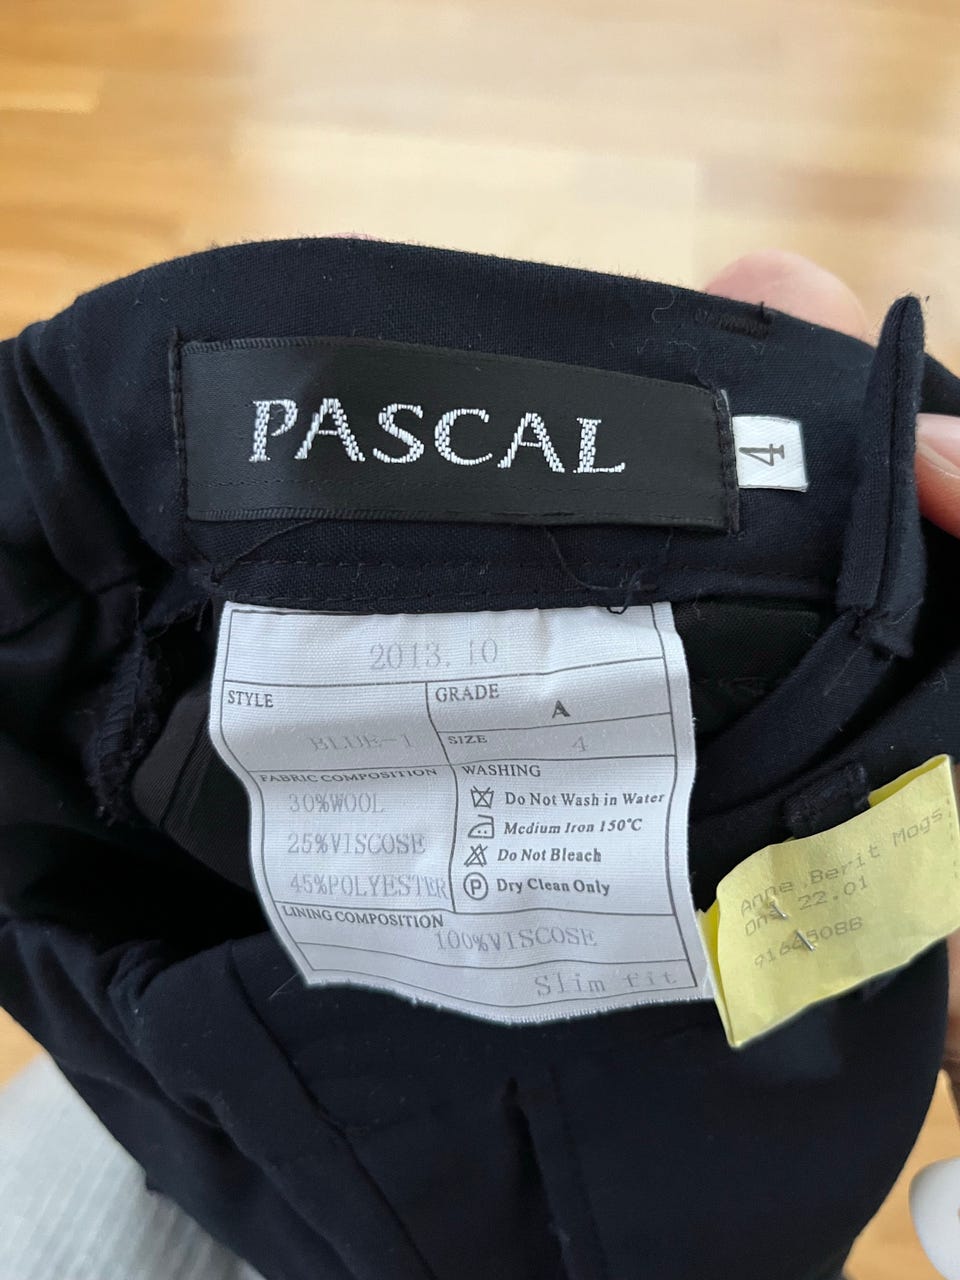 PASCAL
4
2013.10
STYLE
BLUE-1
GRADE
A
SIZE
4
FABRIC COMPOSITION
30%WOOL
25%VISCOSE
45%POLYESTER
WASHING
Do Not Wash in Water
Medium Iron 150°C
Do Not Bleach
P Dry Clean Only
LINING COMPOSITION
100%VISCOSE
Slim fit
Anne Berit Mogs
Ons 22.01